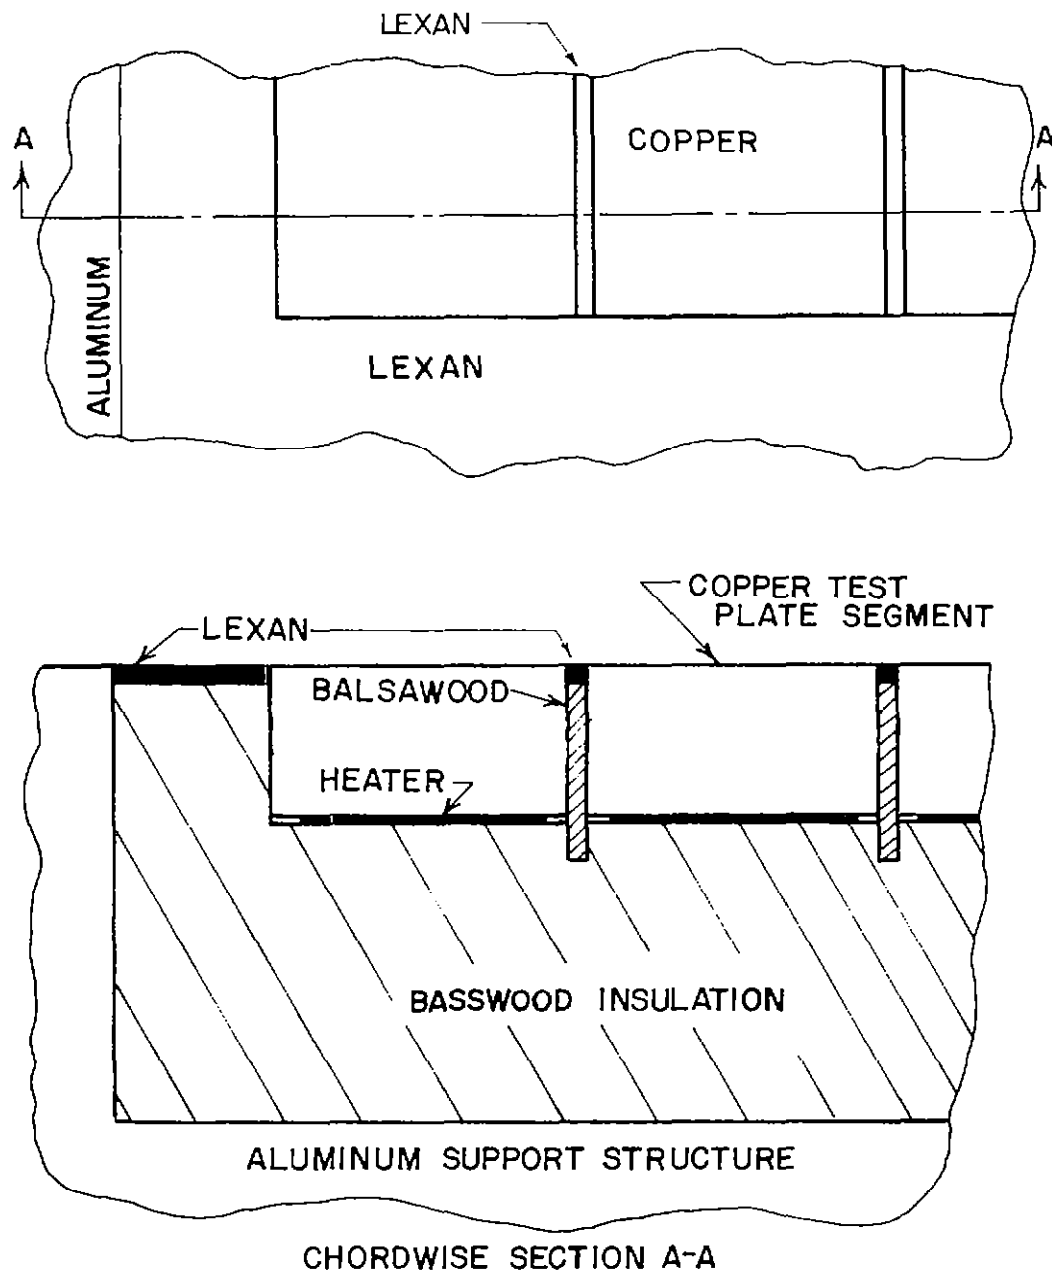 LEXAN
A
A
COPPER
ALUMINUM
LEXAN
COPPER TEST
PLATE SEGMENT
LEXAN
BALSAWOOD
HEATER
BASSWOOD INSULATION
ALUMINUM SUPPORT STRUCTURE
CHORDWISE SECTION A-A